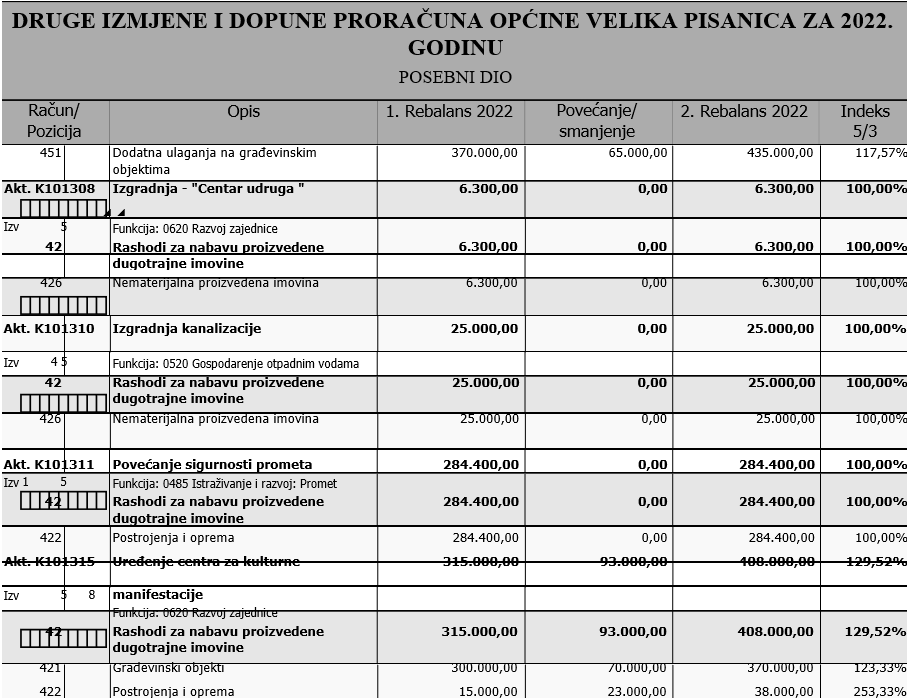 DRUGE IZMJENE I DOPUNE PRORAČUNA OPĆINE VELIKA PISANICA ZA 2022.
GODINU
POSEBNI DIO
Račun/ Pozicija Opis 1. Rebalans 2022 Povećanje/ smanjenje 2. Rebalans 2022 Indeks 5/3
451 Dodatna ulaganja na građevinskim 370.000,00 65.000,00 435.000,00 117,57%
objektima
Akt. K101308 Izgradnja - "Centar udruga " 6.300,00 0,00 6.300,00 100,00%
Izv 5 Funkcija: 0620 Razvoj zajednice
42 Rashodi za nabavu proizvedene 6.300,00 0,00 6.300,00 100,00%
dugotrajne imovine
426 Nematerijalna proizvedena imovina 6.300,00 0,00 6.300,00 100,00%
Akt. K101310 Izgradnja kanalizacije 25.000,00 0,00 25.000,00 100,00%
Izv 4 5 Funkcija: 0520 Gospodarenje otpadnim vodama
42 Rashodi za nabavu proizvedene 25.000,00 0,00 25.000,00 100,00%
dugotrajne imovine
426 Nematerijalna proizvedena imovina 25.000,00 0,00 25.000,00 100,00%
Akt. K101311 Povećanje sigurnosti prometa 284.400,00 0,00 284.400,00 100,00%
Izv 1 5 Funkcija: 0485 Istraživanje i razvoj: Promet
42 Rashodi za nabavu proizvedene 284.400,00 0,00 284.400,00 100,00%
dugotrajne imovine
422 Postrojenja i oprema 284.400,00 0,00 284.400,00 100,00%
Akt. K101315 Uređenje centra za kulturne 315.000,00 93.000,00 408.000,00 129,52%
Izv 5 8 manifestacije
Funkcija: 0620 Razvoj zajednice
42 Rashodi za nabavu proizvedene 315.000,00 93.000,00 408.000,00 129,52%
dugotrajne imovine
421 Građevinski objekti 300.000,00 70.000,00 370.000,00 123,33%
422 Postrojenja i oprema 15.000,00 23.000,00 38.000,00 253,33%